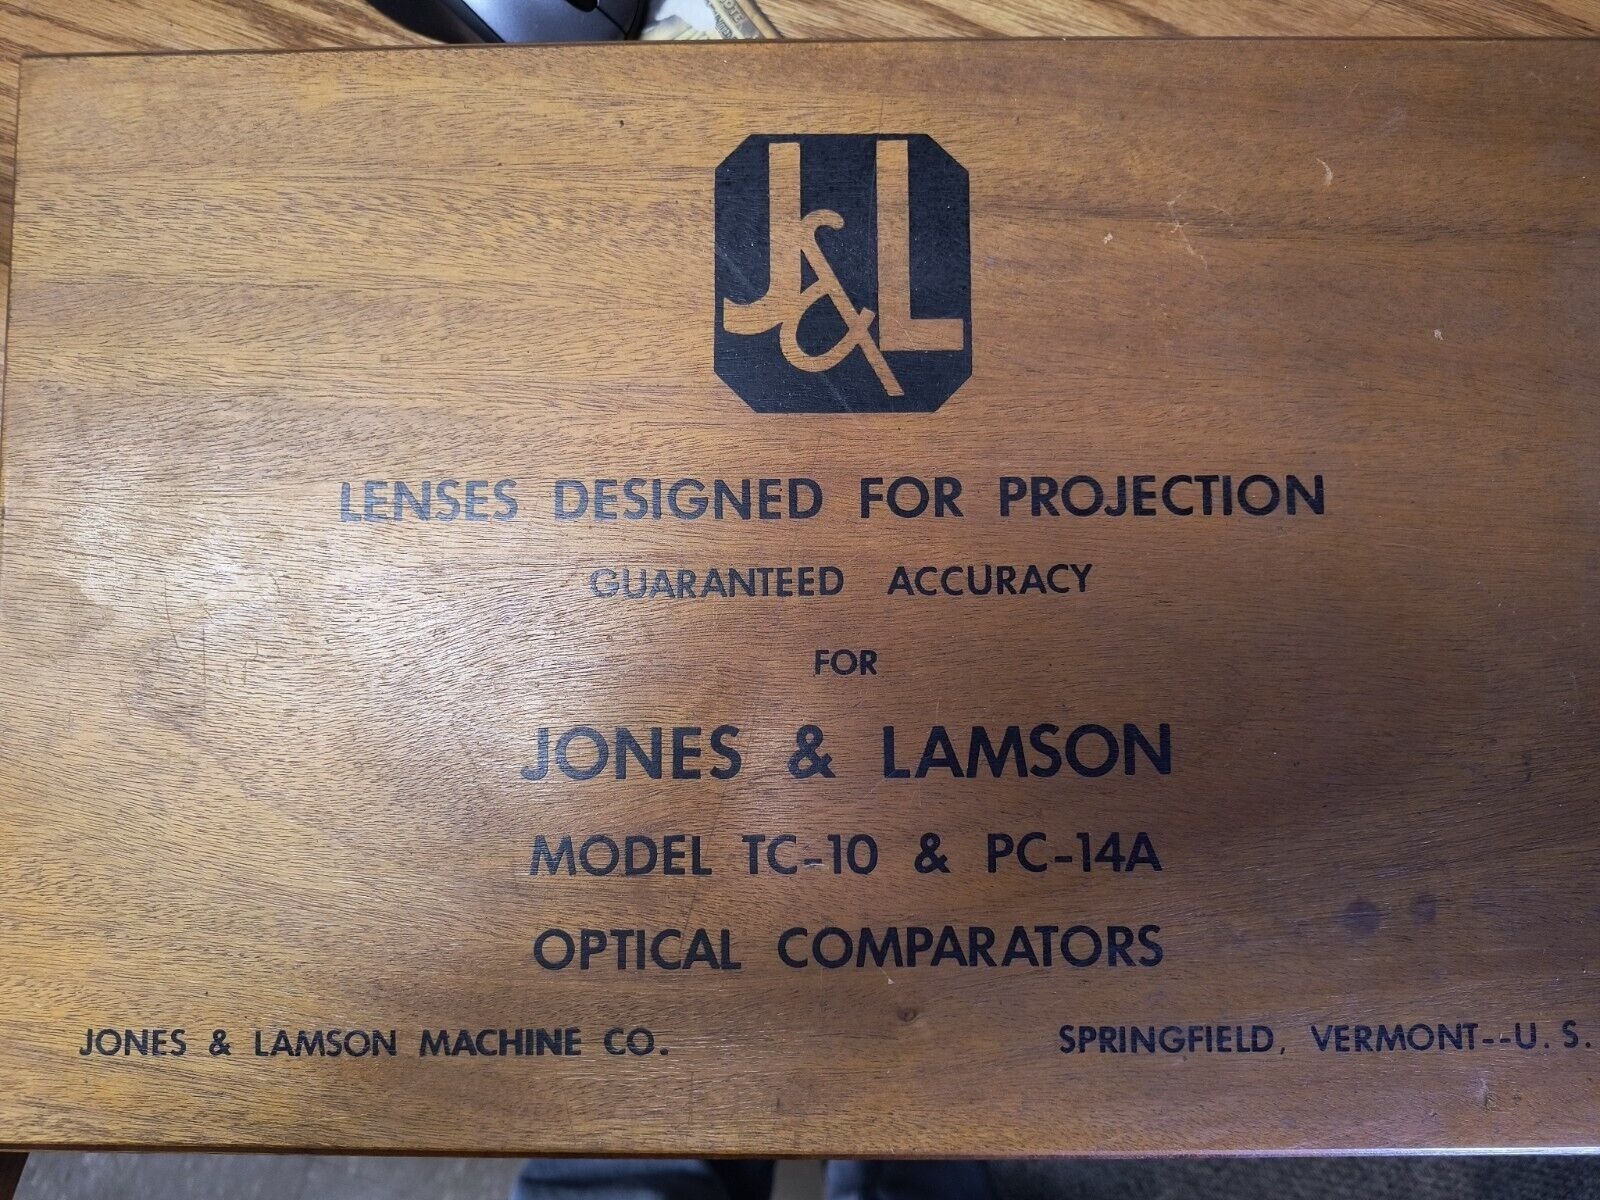 J&L
LENSES DESIGNED FOR PROJECTION
GUARANTEED ACCURACY
FOR
JONES & LAMSON
MODEL TC-10 & PC-14A
OPTICAL COMPARATORS
JONES & LAMSON MACHINE CO.
SPRINGFIELD, VERMONT--U. S.